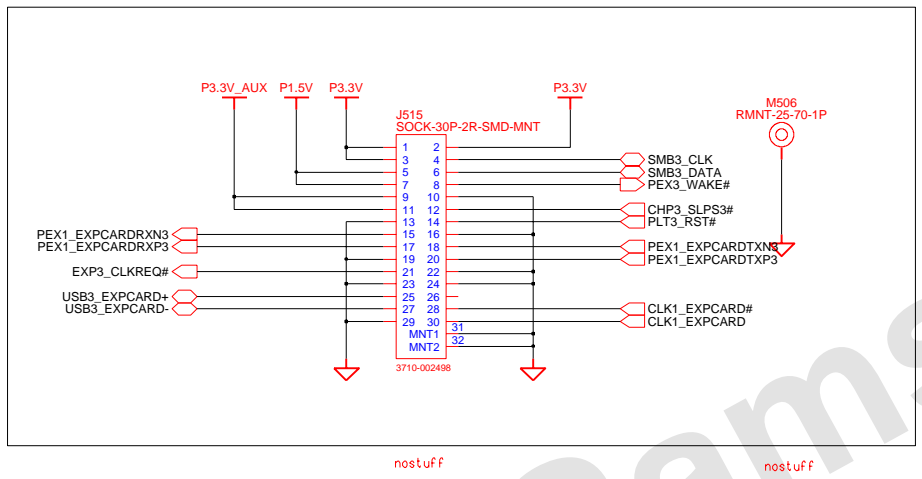 P3.3V_AUX P1.5V P3.3V P3.3V
M506
RMNT-25-70-1P
J515
SOCK-30P-2R-SMD-MNT
1 2
3 4 SMB3_CLK
5 6 SMB3_DATA
7 8 PEX3_WAKE#
9 10
11 12 CHP3_SLPS3#
13 14 PLT3_RST#
PEX1_EXPCARDRXN3 15 16
PEX1_EXPCARDRXP3 17 18 PEX1_EXPCARDTXN3
19 20 PEX1_EXPCARDTXP3
EXP3_CLKREQ# 21 22
23 24
USB3_EXPCARD+ 25 26
USB3_EXPCARD- 27 28 CLK1_EXPCARD#
29 30 CLK1_EXPCARD
MNT1 31
MNT2 32
3710-002498
nostuff nostuff